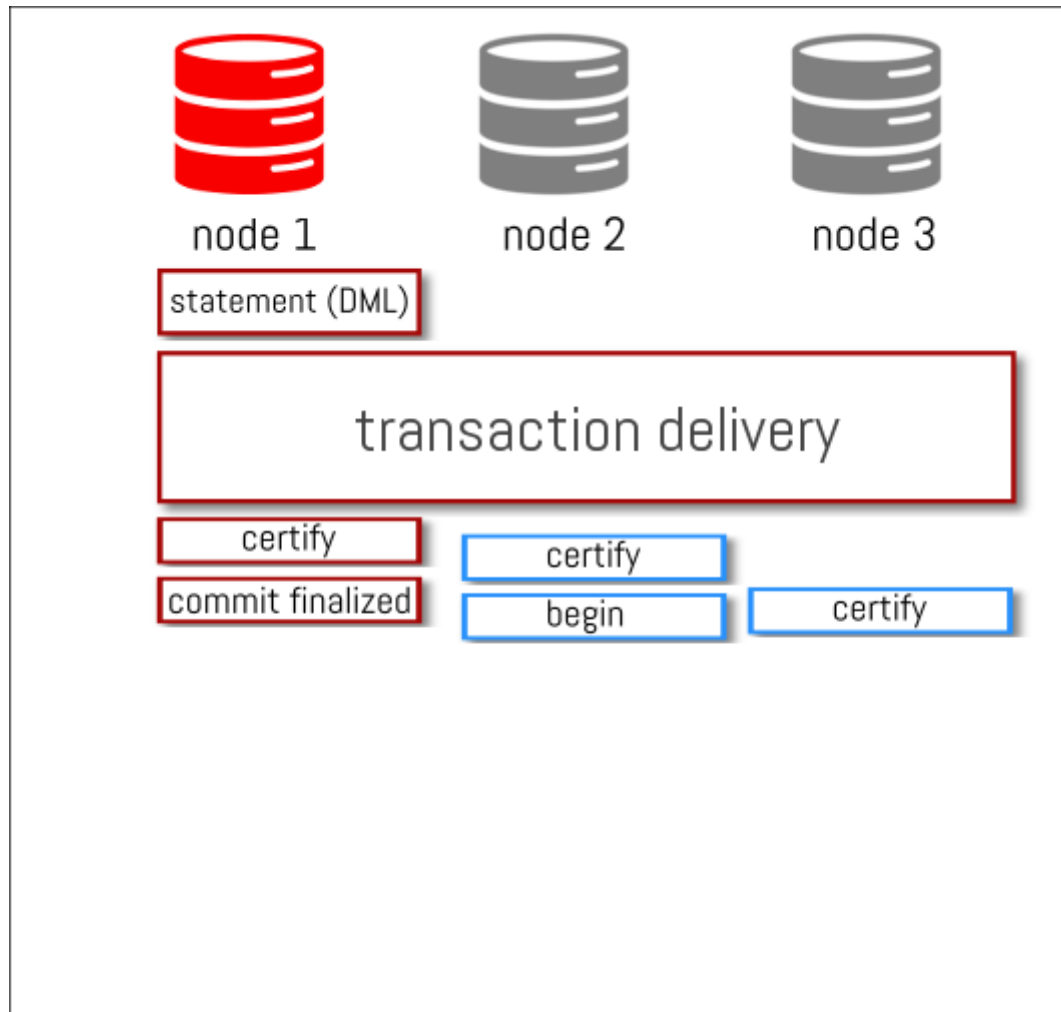 node 1
node 2
node 3
statement (DML)
transaction delivery
certify
certify
commit finalized
begin
certify